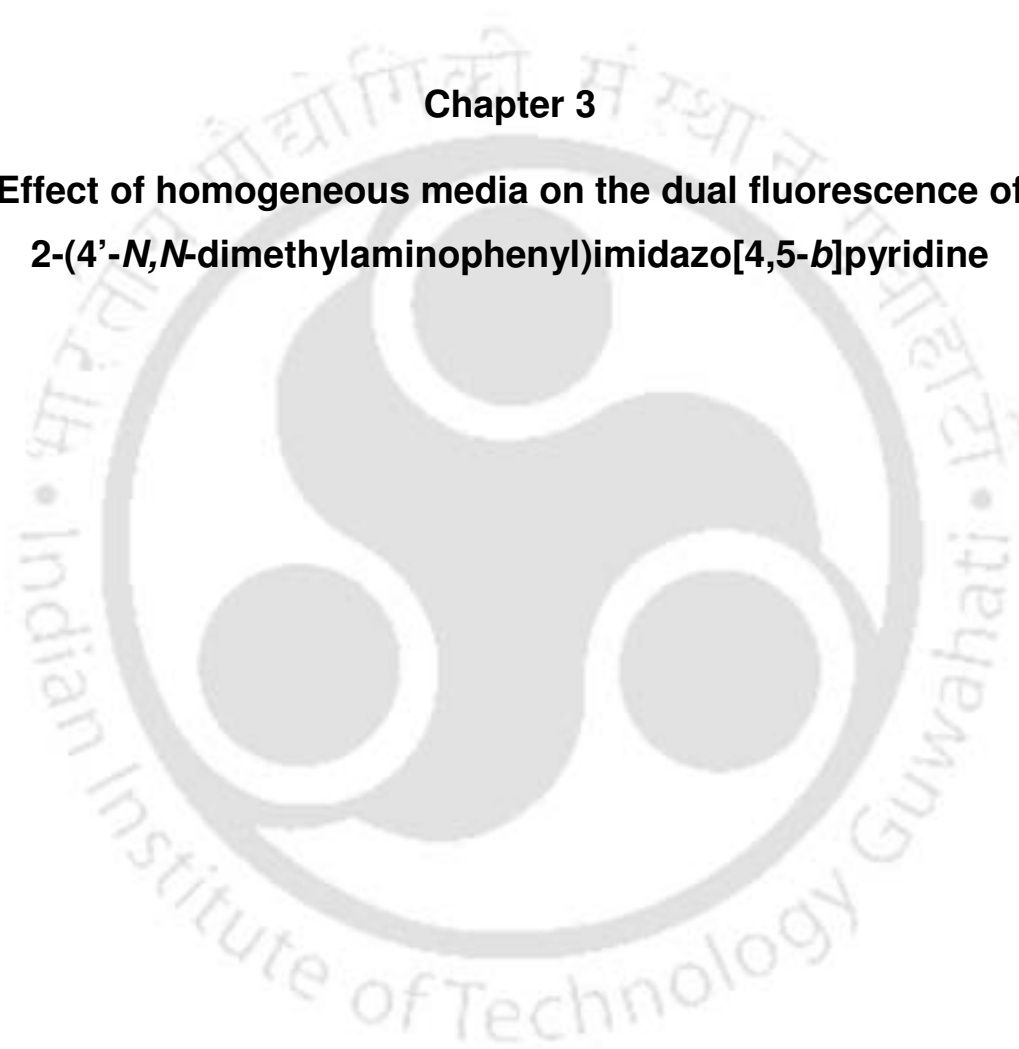 Chapter 3
Effect of homogeneous media on the dual fluorescence of
2-(4’-N,N-dimethylaminophenyl)imidazo[4,5-b]pyridine
Indian Institute of Technology Guwahati